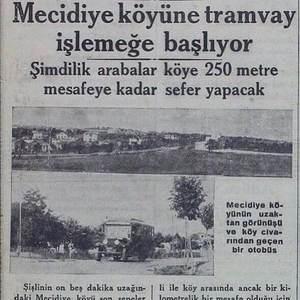 Mecidiye köyüne tramvay
işlemeğe başlıyor
Şimdilik arabalar köye 250 metre
mesafeye kadar sefer yapacak
Mecidiye kö-
yünün uzak-
tan görünüşü
ve köy civa-
rından geçen
bir otobüs
Şişlinin on beş dakika uzağın-
daki Mecidiye köyü son seneler
li ile köy arasında ancak bir ki-
lometrelik bir mesafe olduğu için